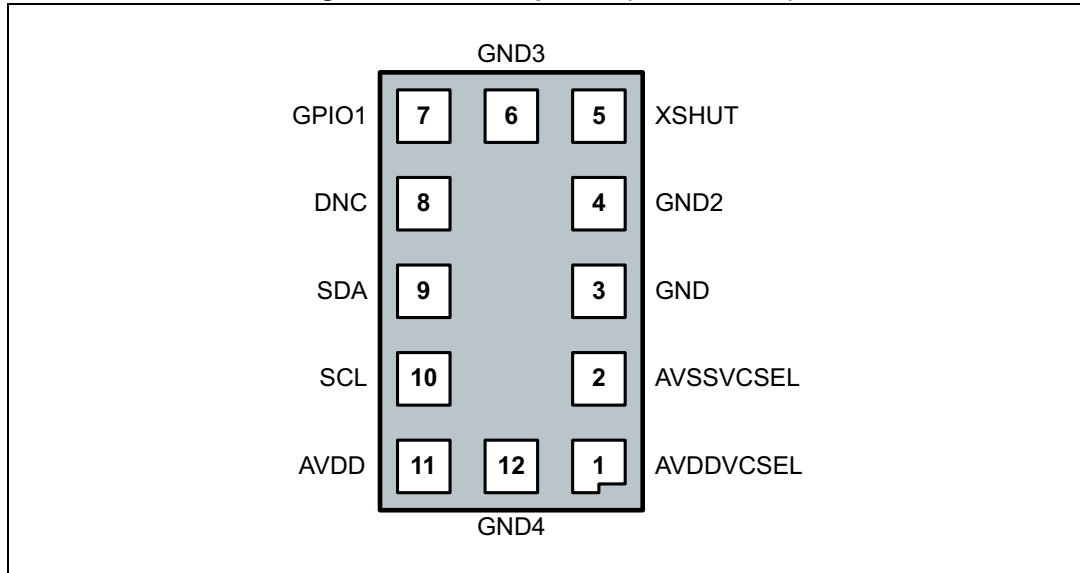 GND3
GPIO1 7 6 5 XSHUT
DNC 8 4 GND2
SDA 9 3 GND
SCL 10 2 AVSSVCSEL
AVDD 11 12 1 AVDDVCSEL
GND4